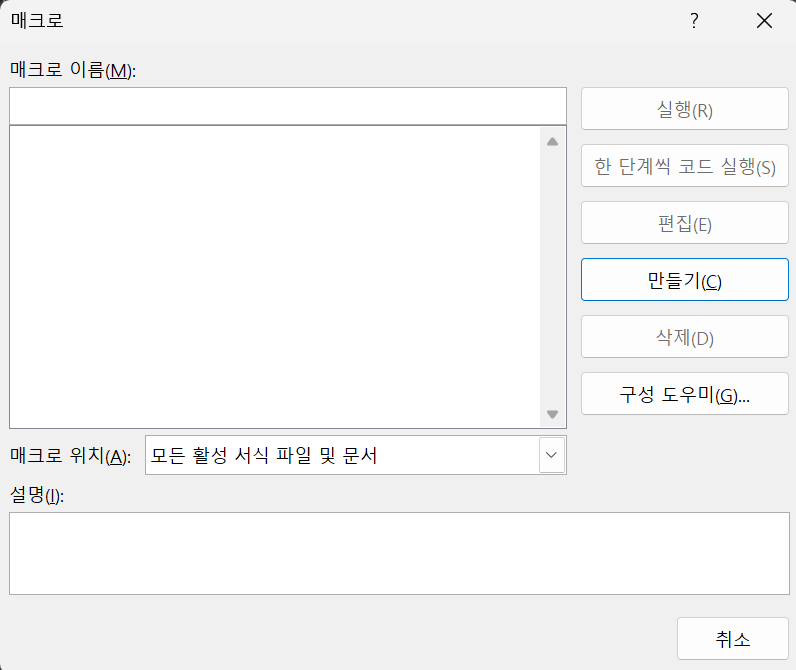 매크로
?
매크로 이름(M):
실행(R)
한 단계씩 코드 실행(S)
편집(E)
만들기(C)
삭제(D)
구성 도우미(G)...
매크로 위치(A): 모든 활성 서식 파일 및 문서
설명(I):
취소